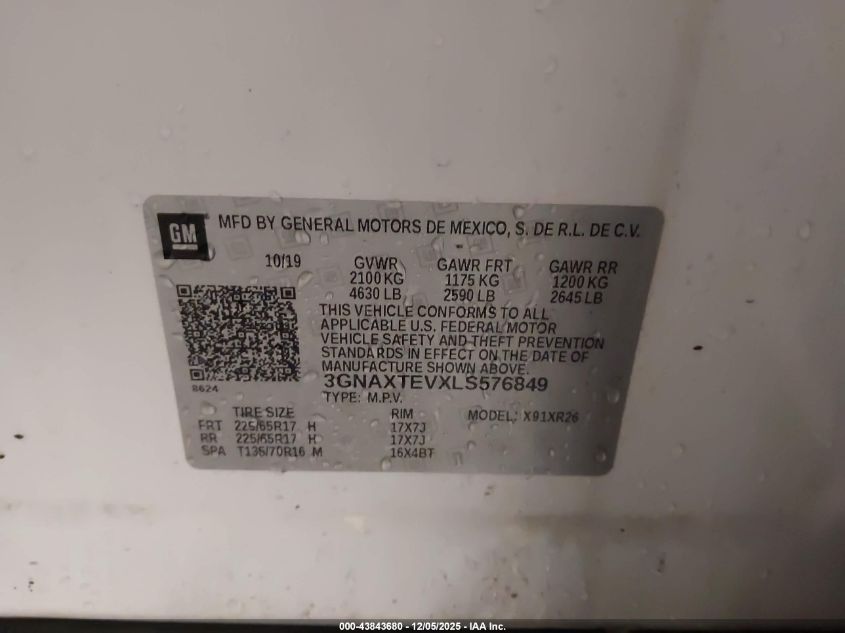 GM MFD BY GENERAL MOTORS DE MEXICO, S. DE R.L. DE C.V.
10/19 GVWR GAWR FRT GAWR RR
2100 KG 1175 KG 1200 KG
4630 LB 2590 LB 2645 LB
THIS VEHICLE CONFORMS TO ALL
APPLICABLE U.S. FEDERAL MOTOR
VEHICLE SAFETY AND THEFT PREVENTION
STANDARDS IN EFFECT ON THE DATE OF
MANUFACTURE SHOWN ABOVE.
3GNAXTEVXLS576849
8624
TYPE: M.P.V.
TIRE SIZE RIM MODEL: X91XR26
FRT 225/65R17 H 17X7J
RR 225/65R17 H 17X7J
SPA T135/70R16 M 16X4BT
000-43843680 - 12/05/2025 - IAA Inc.